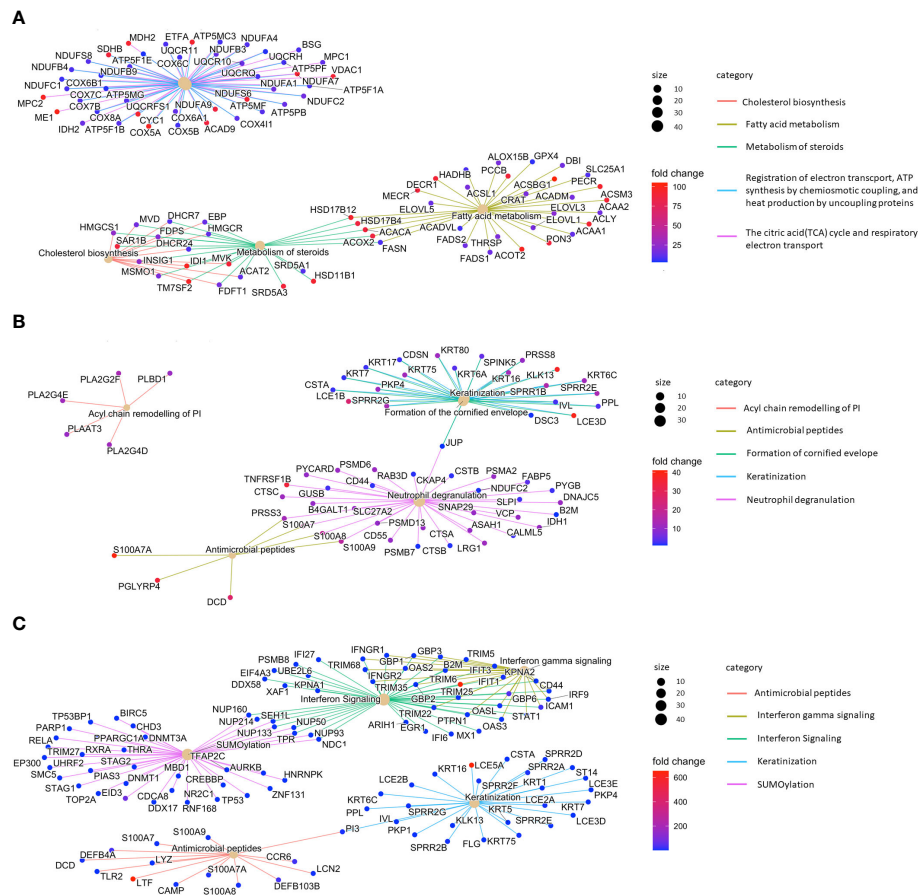 A
MDH2 ETFA ATP5MC3 NDUFA4
SDHB UQCR11 NDUFB3 BSG
NDUFS8 ATP5F1E COX6C UQCR10 UQCRH MPC1
NDUFB4 NDUFB9 UQCRQ ATP5PF VDAC1
NDUFC1 COX6B1 NDUFA1 NDUFA7 ATP5F1A
MPC2 COX7C ATP5MG NDUFS6 NDUFC2
COX7B UQCRFS1 NDUFA9 ATP5MF
ME1 COX8A CYC1 COX6A1 ATP5PB
IDH2 ATP5F1B COX5A COX5B ACAD9 COX4I1
ALOX15B GPX4 DBI
HADHB PCCB SLC25A1
DECR1 ACSBG1 PECR
MECR ACSL1 CRAT ACADM ACSM3
ELOVL5 ELOVL3 ACAA2
HSD17B12 Fatty acid metabolism ELOVL1 ACLY
HSD17B4 ACADVL ACAA1
ACACA FADS2 THRSP PON3
ACOX2 FASN FADS1 ACOT2
MVD DHCR7 EBP
HMGCS1 FDPS HMGCR
SAR1B DHCR24
Cholesterol biosynthesis Metabolism of steroids
INSIG1 IDI1 MVK SRD5A1
MSMO1 ACAT2 HSD11B1
TM7SF2 FDFT1 SRD5A3
size
10
20
30
40
fold change
100
75
50
25
category
Cholesterol biosynthesis
Fatty acid metabolism
Metabolism of steroids
Registration of electron transcport, ATP
synthesis by chemiosmotic coupling, and
heat production by uncoupling proteins
The citric acid(TCA) cycle and respiratory
electron transport
B
PLA2G2F PLBD1
PLA2G4E
Acyl chain remodelling of PI
PLAAT3
PLA2G4D
CDSN KRT80 PRSS8
KRT17 SPINK5
KRT7 KRT75 KRT6A KRT16 KLK13 KRT6C
CSTA PKP4 Keratinization SPRR1B SPRR2E
LCE1B SPRR2G IVL PPL
Formation of the cornified envelope DSC3 LCE3D
JUP
PYCARD PSMD6 RAB3D CSTB PSMA2
TNFRSF1B CD44 CKAP4 FABP5
CTSC GUSB Neutrophil degranulation NDUFC2 PYGB
PRSS3 B4GALT1 SLC27A2 SLPI DNAJC5
S100A7 SNAP29 VCP B2M
S100A8 CD55 PSMD13 ASAH1 IDH1
S100A7A Antimicrobial peptides S100A9 CTSA CALML5
PSMB7 CTSB LRG1
PGLYRP4
DCD
size
10
20
30
fold change
40
30
20
10
category
Acyl chain remodelling of PI
Antimicrobial peptides
Formation of cornified evelope
Keratinization
Neutrophil degranulation
C
IFI27 IFNGR1 GBP3 TRIM5
PSMB8 UBE2L6 TRIM68 GBP1 OAS2 B2M Interferon gamma signaling
EIF4A3 IFNGR2 IFIT3 KPNA2
DDX58 KPNA1 TRIM35 TRIM6 IFIT1 CD44
XAF1 Interferon Signaling GBP2 TRIM25 GBP6 IRF9
NUP160 SEH1L TRIM22 OASL ICAM1
NUP214 NUP50 PTPN1 STAT1
NUP133 NUP93 ARIH1 EGR1 OAS3
TPR NDC1 IFI6 MX1
TP53BP1 BIRC5
PARP1 CHD3
RELA PPARGC1A DNMT3A SUMOylation
TRIM27 RXRA THRA TFAP2C
EP300 UHRF2 STAG2 MBD1 AURKB
SMC5 PIAS3 DNMT1 CREBBP HNRNPK
STAG1 EID3 NR2C1 ZNF131
TOP2A CDCA8 TP53
DDX17 RNF168
KRT16 LCE5A CSTA SPRR2D
LCE2B SPRR2A ST14
KRT6C SPRR2F KRT1 LCE3E
PPL SPRR2G Keratinization LCE2A PKP4
IVL KRT5 KRT7
PI3 PKP1 KLK13 SPRR2E LCE3D
SPRR2B FLG KRT75
S100A9
S100A7
DEFB4A Antimicrobial peptides
DCD LYZ CCR6
TLR2 S100A7A LCN2
LTF
CAMP S100A8 DEFB103B
size
10
20
30
40
fold change
600
400
200
category
Antimicrobial peptides
Interferon gamma signaling
Interferon Signaling
Keratinization
SUMOylation